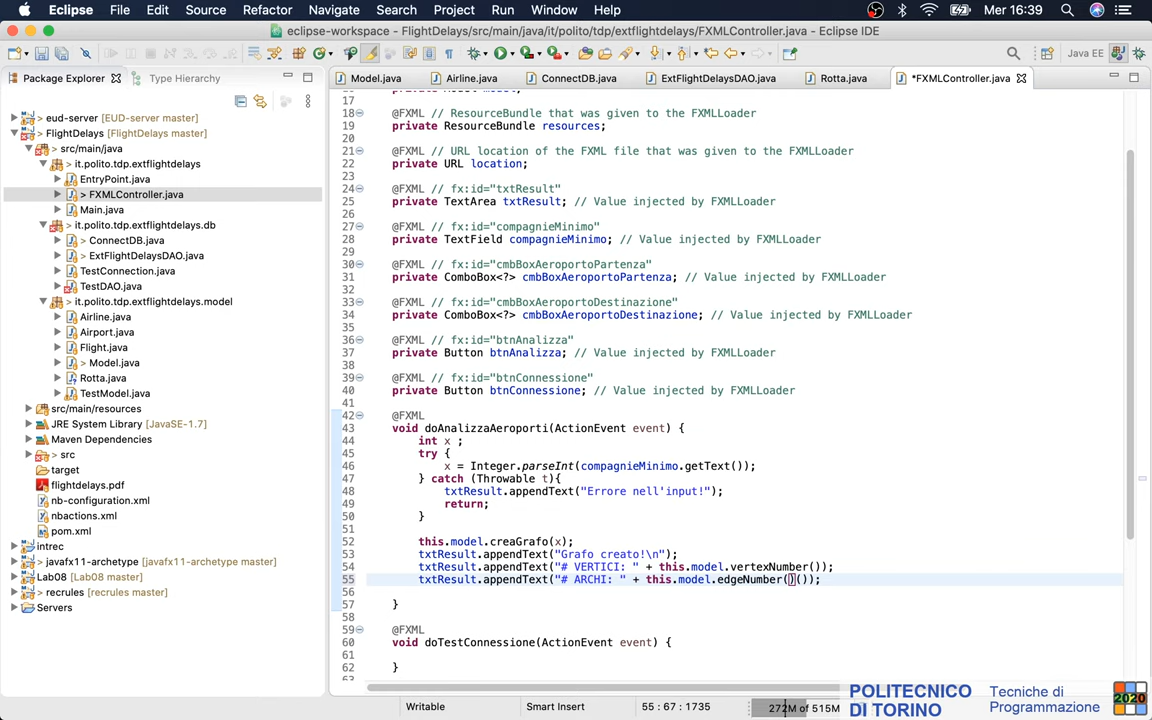 Eclipse File Edit Source Refactor Navigate Search Project Run Window Help Mer 16:39
eclipse-workspace - FlightDelays/src/main/java/it/polito/tdp/extflightdelays/FXMLController.java - Eclipse IDE
Java EE
Package Explorer Type Hierarchy
Model.java Airline.java ConnectDB.java ExtFlightDelaysDAO.java Rotta.java *FXMLController.java
> eud-server [EUD-server master]
> FlightDelays [FlightDelays master]
> src/main/java
> it.polito.tdp.extflightdelays
EntryPoint.java
> FXMLController.java
Main.java
> it.polito.tdp.extflightdelays.db
> ConnectDB.java
> ExtFlightDelaysDAO.java
TestConnection.java
TestDAO.java
> it.polito.tdp.extflightdelays.model
Airline.java
Airport.java
Flight.java
> Model.java
Rotta.java
TestModel.java
src/main/resources
JRE System Library [JavaSE-1.7]
Maven Dependencies
> src
target
flightdelays.pdf
nb-configuration.xml
nbactions.xml
pom.xml
intrec
> javafx11-archetype [javafx11-archetype master]
Lab08 [Lab08 master]
> recrules [recrules master]
Servers
17
18 @FXML // ResourceBundle that was given to the FXMLLoader
19 private ResourceBundle resources;
20
21 @FXML // URL location of the FXML file that was given to the FXMLLoader
22 private URL location;
23
24 @FXML // fx:id="txtResult"
25 private TextArea txtResult; // Value injected by FXMLLoader
26
27 @FXML // fx:id="compagnieMinimo"
28 private TextField compagnieMinimo; // Value injected by FXMLLoader
29
30 @FXML // fx:id="cmbBoxAeroportoPartenza"
31 private ComboBox<?> cmbBoxAeroportoPartenza; // Value injected by FXMLLoader
32
33 @FXML // fx:id="cmbBoxAeroportoDestinazione"
34 private ComboBox<?> cmbBoxAeroportoDestinazione; // Value injected by FXMLLoader
35
36 @FXML // fx:id="btnAnalizza"
37 private Button btnAnalizza; // Value injected by FXMLLoader
38
39 @FXML // fx:id="btnConnessione"
40 private Button btnConnessione; // Value injected by FXMLLoader
41
42 @FXML
43 void doAnalizzaAeroporti(ActionEvent event) {
44 int x ;
45 try {
46 x = Integer.parseInt(compagnieMinimo.getText());
47 } catch (Throwable t){
48 txtResult.appendText("Errore nell'input!");
49 return;
50 }
51
52 this.model.creaGrafo(x);
53 txtResult.appendText("Grafo creato!\n");
54 txtResult.appendText("# VERTICI: " + this.model.vertexNumber());
55 txtResult.appendText("# ARCHI: " + this.model.edgeNumber()());
56
57 }
58
59 @FXML
60 void doTestConnessione(ActionEvent event) {
61
62 }
63
Writable Smart Insert 55 : 67 : 1735 272M of 515M
POLITECNICO
DI TORINO
Tecniche di
Programmazione
2020